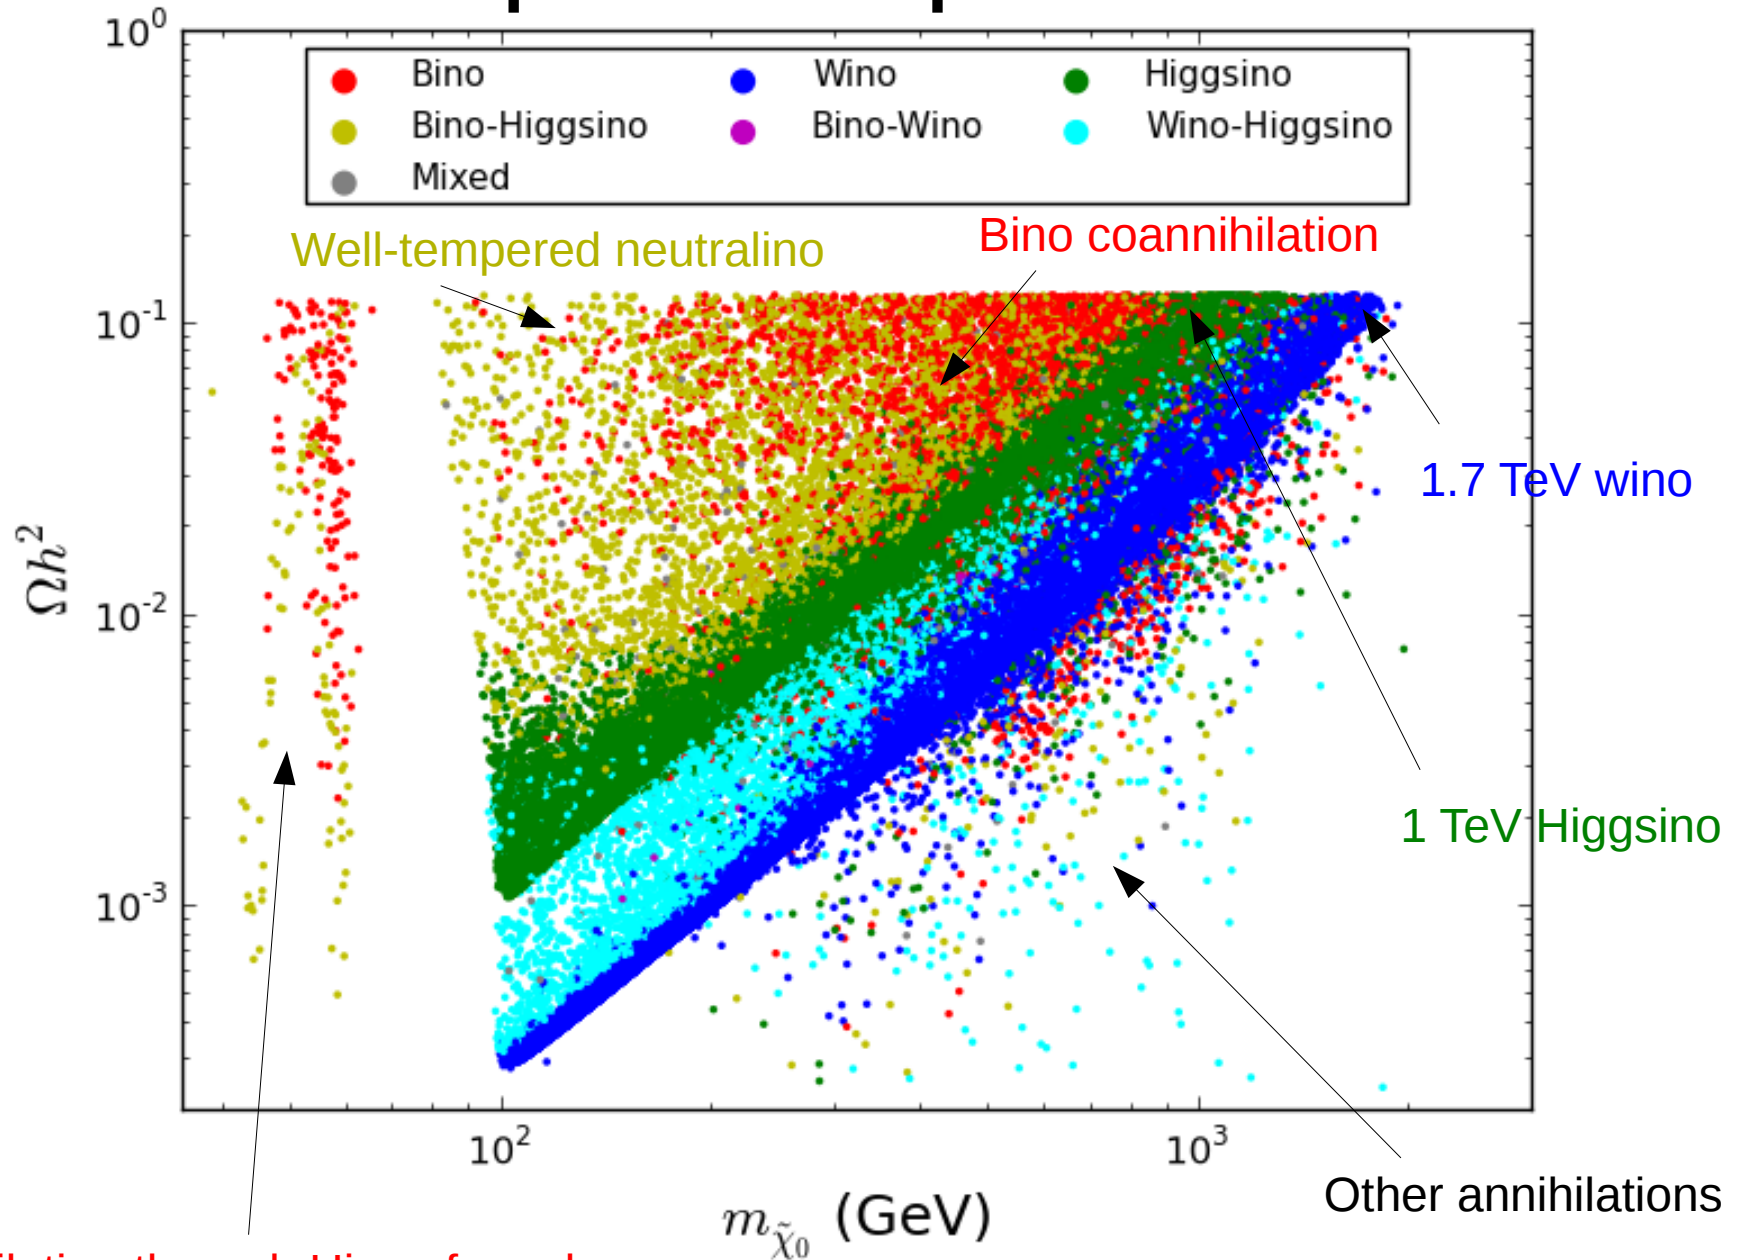 10^0
Bino Wino Higgsino
Bino-Higgsino Bino-Wino Wino-Higgsino
Mixed
Well-tempered neutralino
Bino coannihilation
10^-1
1.7 TeV wino
Ωh^2
10^-2
1 TeV Higgsino
10^-3
10^2 10^3
Other annihilations
m_χ̃0 (GeV)